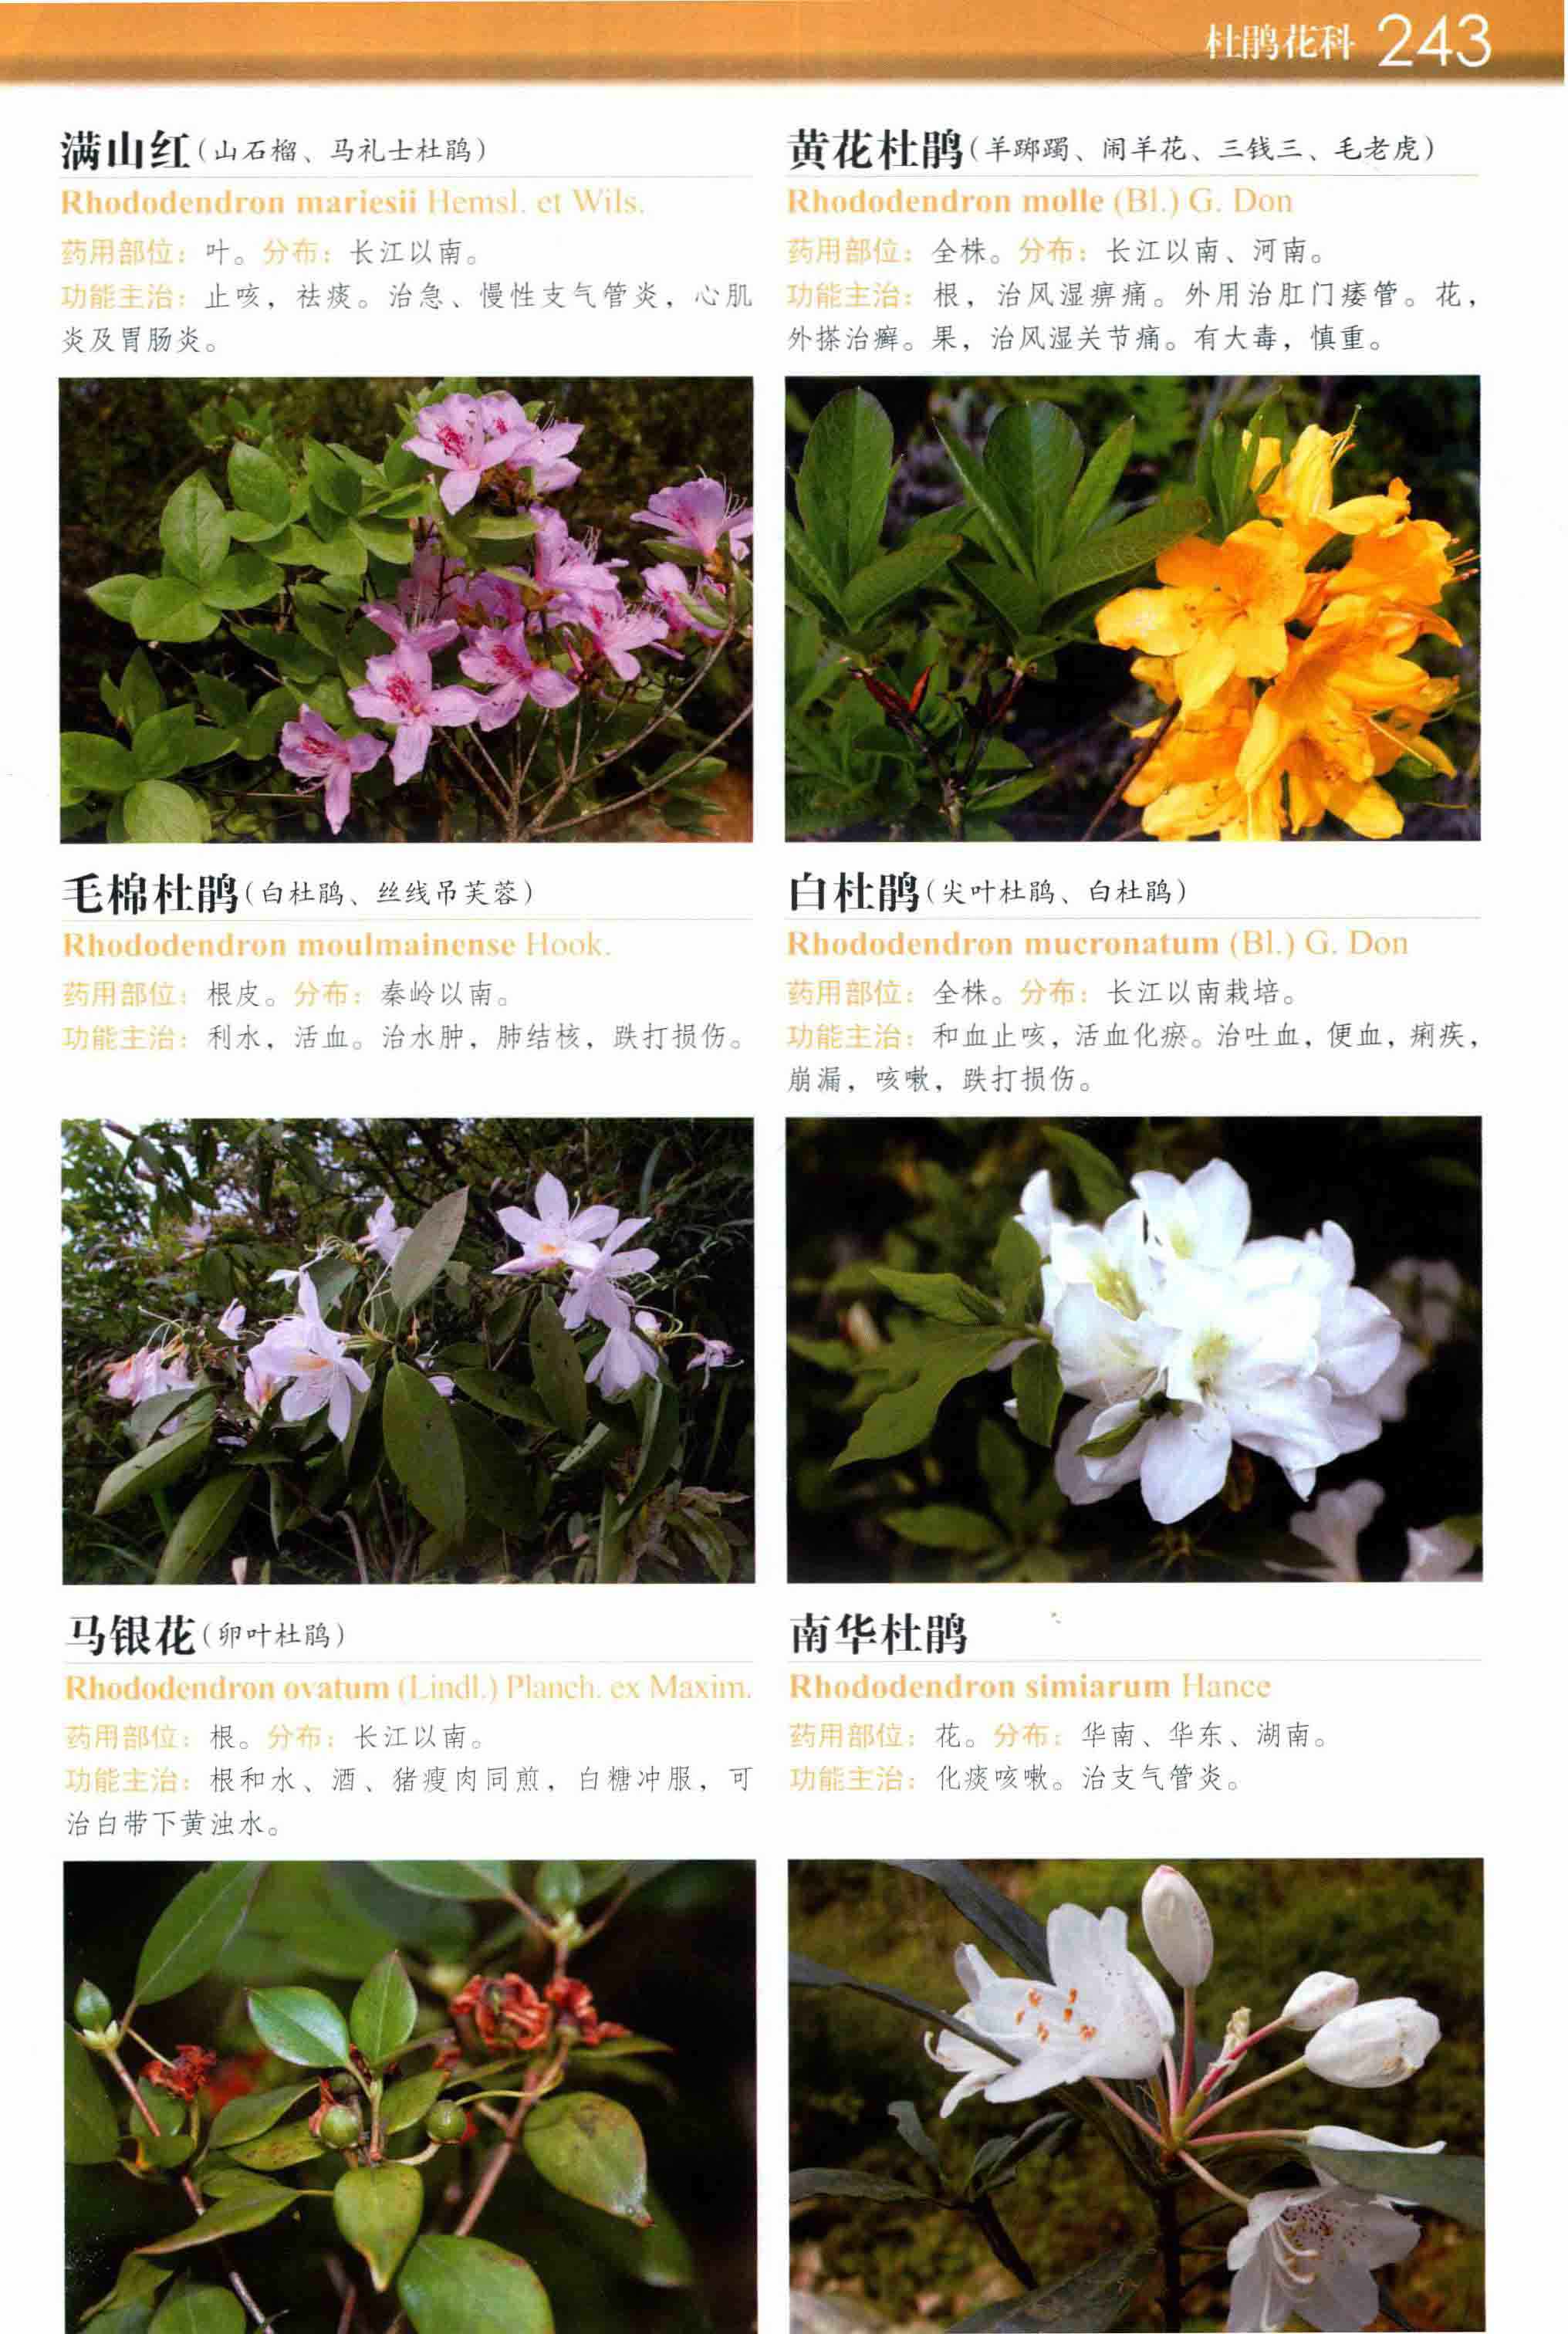 杜鹃花科 243
满山红(山石榴、马礼士杜鹃)
Rhododendron mariesii Hemsl. et Wils.
药用部位：叶。分布：长江以南。
功能主治：止咳，祛痰。治急、慢性支气管炎，心肌
炎及胃肠炎。
黄花杜鹃(羊踯躅、闹羊花、三钱三、毛老虎)
Rhododendron molle (Bl.) G. Don
药用部位：全株。分布：长江以南、河南。
功能主治：根，治风湿痹痛。外用治肛门瘘管。花，
外搽治癣。果，治风湿关节痛。有大毒，慎重。
毛棉杜鹃(白杜鹃、丝线吊芙蓉)
Rhododendron moulmainense Hook.
药用部位：根皮。分布：秦岭以南。
功能主治：利水，活血。治水肿，肺结核，跌打损伤。
白杜鹃(尖叶杜鹃、白杜鹃)
Rhododendron mucronatum (Bl.) G. Don
药用部位：全株。分布：长江以南栽培。
功能主治：和血止咳，活血化瘀。治吐血，便血，痢疾，
崩漏，咳嗽，跌打损伤。
马银花(卵叶杜鹃)
Rhododendron ovatum (Lindl.) Planch. ex Maxim.
药用部位：根。分布：长江以南。
功能主治：根和水、酒、猪瘦肉同煎，白糖冲服，可
治白带下黄浊水。
南华杜鹃
Rhododendron simiarum Hance
药用部位：花。分布：华南、华东、湖南。
功能主治：化痰咳嗽。治支气管炎。